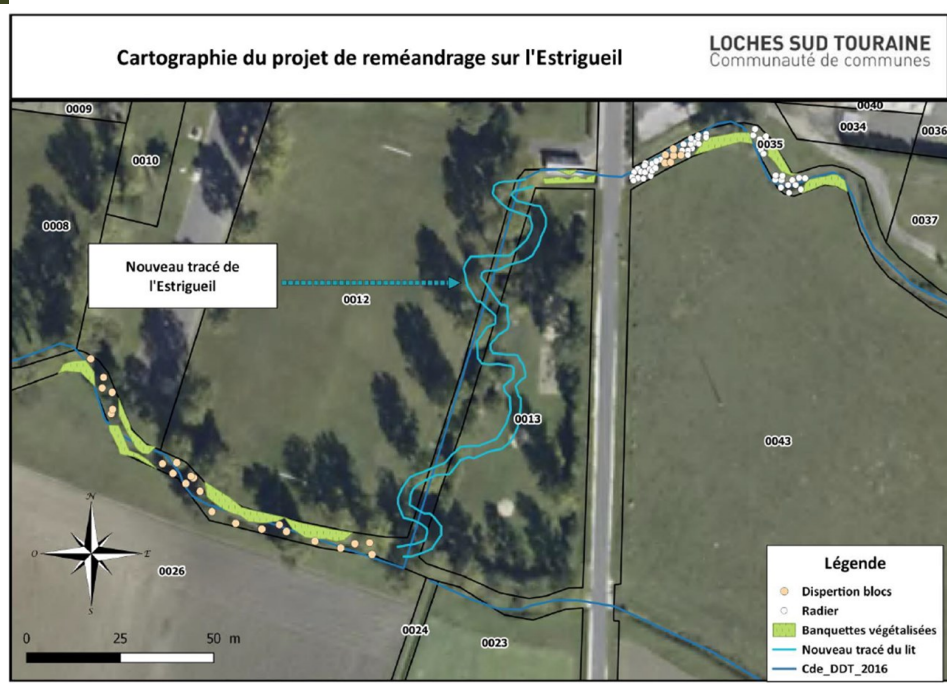 Cartographie du projet de reméandrage sur l'Estrigueil
LOCHES SUD TOURAINE
Communauté de communes
0009
0040
0034
0036
0010
0035
0008
0037
Nouveau tracé de
l'Estrigueil
0012
0013
0043
N
O
E
S
0026
0024
0023
0 25 50 m
Légende
Dispertion blocs
Radier
Banquettes végétalisées
Nouveau tracé du lit
Cde_DDT_2016